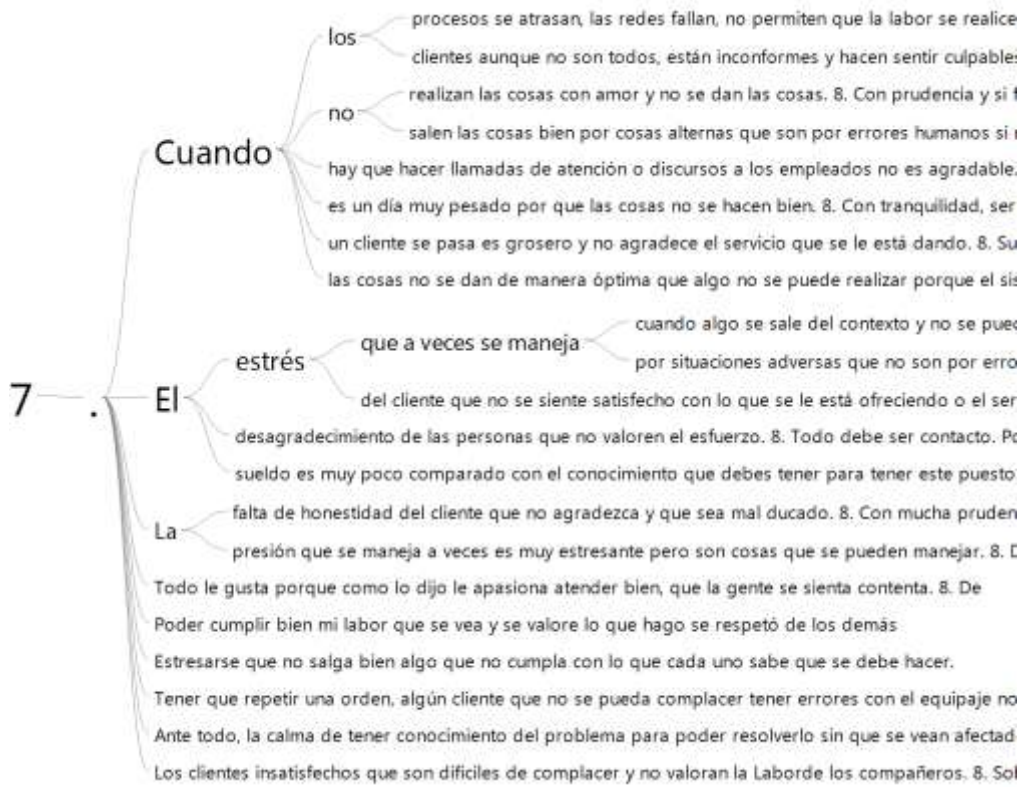 procesos se atrasan, las redes fallan, no permiten que la labor se realice
los
clientes aunque no son todos, están inconformes y hacen sentir culpables
realizan las cosas con amor y no se dan las cosas. 8. Con prudencia y si f
no
salen las cosas bien por cosas alternas que son por errores humanos si
Cuando
hay que hacer llamadas de atención o discursos a los empleados no es agradable.
es un día muy pesado por que las cosas no se hacen bien. 8. Con tranquilidad, ser
un cliente se pasa es grosero y no agradece el servicio que se le está dando. 8. Su
las cosas no se dan de manera óptima que algo no se puede realizar porque el sis
cuando algo se sale del contexto y no se pued
que a veces se maneja
estrés
por situaciones adversas que no son por erro
7 . El
del cliente que no se siente satisfecho con lo que se le está ofreciendo o el ser
desagradecimiento de las personas que no valoren el esfuerzo. 8. Todo debe ser contacto. Po
sueldo es muy poco comparado con el conocimiento que debes tener para tener este puesto
falta de honestidad del cliente que no agradezca y que sea mal ducado. 8. Con mucha pruden
La
presión que se maneja a veces es muy estresante pero son cosas que se pueden manejar. 8. D
Todo le gusta porque como lo dijo le apasiona atender bien, que la gente se sienta contenta. 8. De
Poder cumplir bien mi labor que se vea y se valore lo que hago se respetó de los demás
Estresarse que no salga bien algo que no cumpla con lo que cada uno sabe que se debe hacer.
Tener que repetir una orden, algún cliente que no se pueda complacer tener errores con el equipaje no
Ante todo, la calma de tener conocimiento del problema para poder resolverlo sin que se vean afectad
Los clientes insatisfechos que son difíciles de complacer y no valoran la Laborde los compañeros. 8. Sol